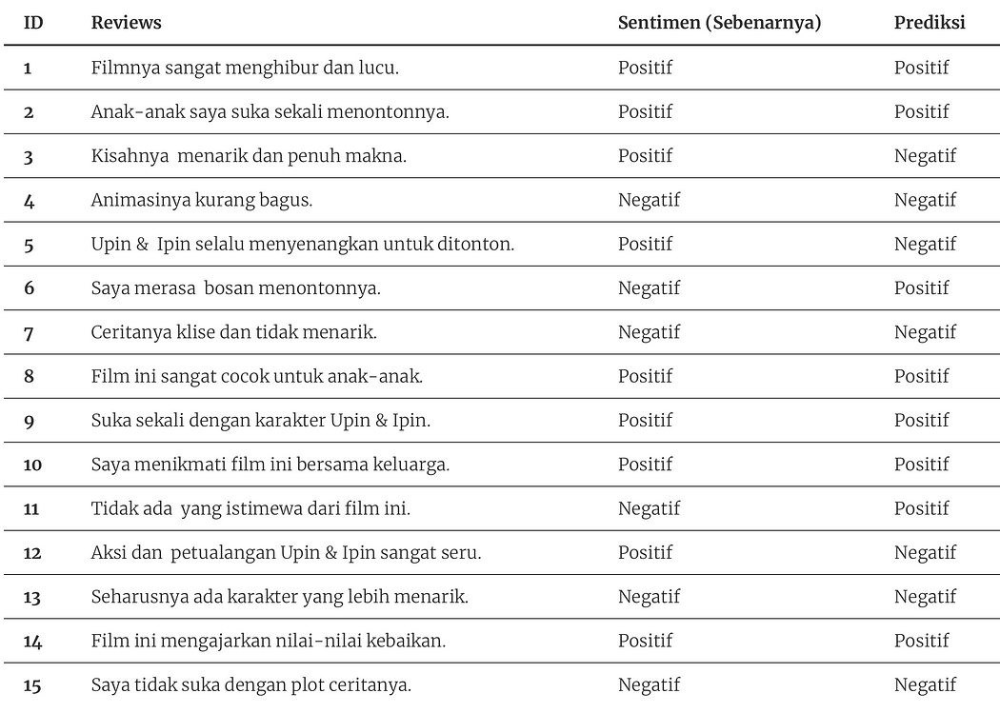 ID Reviews Sentimen (Sebenarnya) Prediksi
1 Filmnya sangat menghibur dan lucu. Positif Positif
2 Anak-anak saya suka sekali menontonnya. Positif Positif
3 Kisahnya menarik dan penuh makna. Positif Negatif
4 Animasinya kurang bagus. Negatif Negatif
5 Upin & Ipin selalu menyenangkan untuk ditonton. Positif Negatif
6 Saya merasa bosan menontonnya. Negatif Positif
7 Ceritanya klise dan tidak menarik. Negatif Negatif
8 Film ini sangat cocok untuk anak-anak. Positif Positif
9 Suka sekali dengan karakter Upin & Ipin. Positif Positif
10 Saya menikmati film ini bersama keluarga. Positif Positif
11 Tidak ada yang istimewa dari film ini. Negatif Positif
12 Aksi dan petualangan Upin & Ipin sangat seru. Positif Negatif
13 Seharusnya ada karakter yang lebih menarik. Negatif Negatif
14 Film ini mengajarkan nilai-nilai kebaikan. Positif Positif
15 Saya tidak suka dengan plot ceritanya. Negatif Negatif